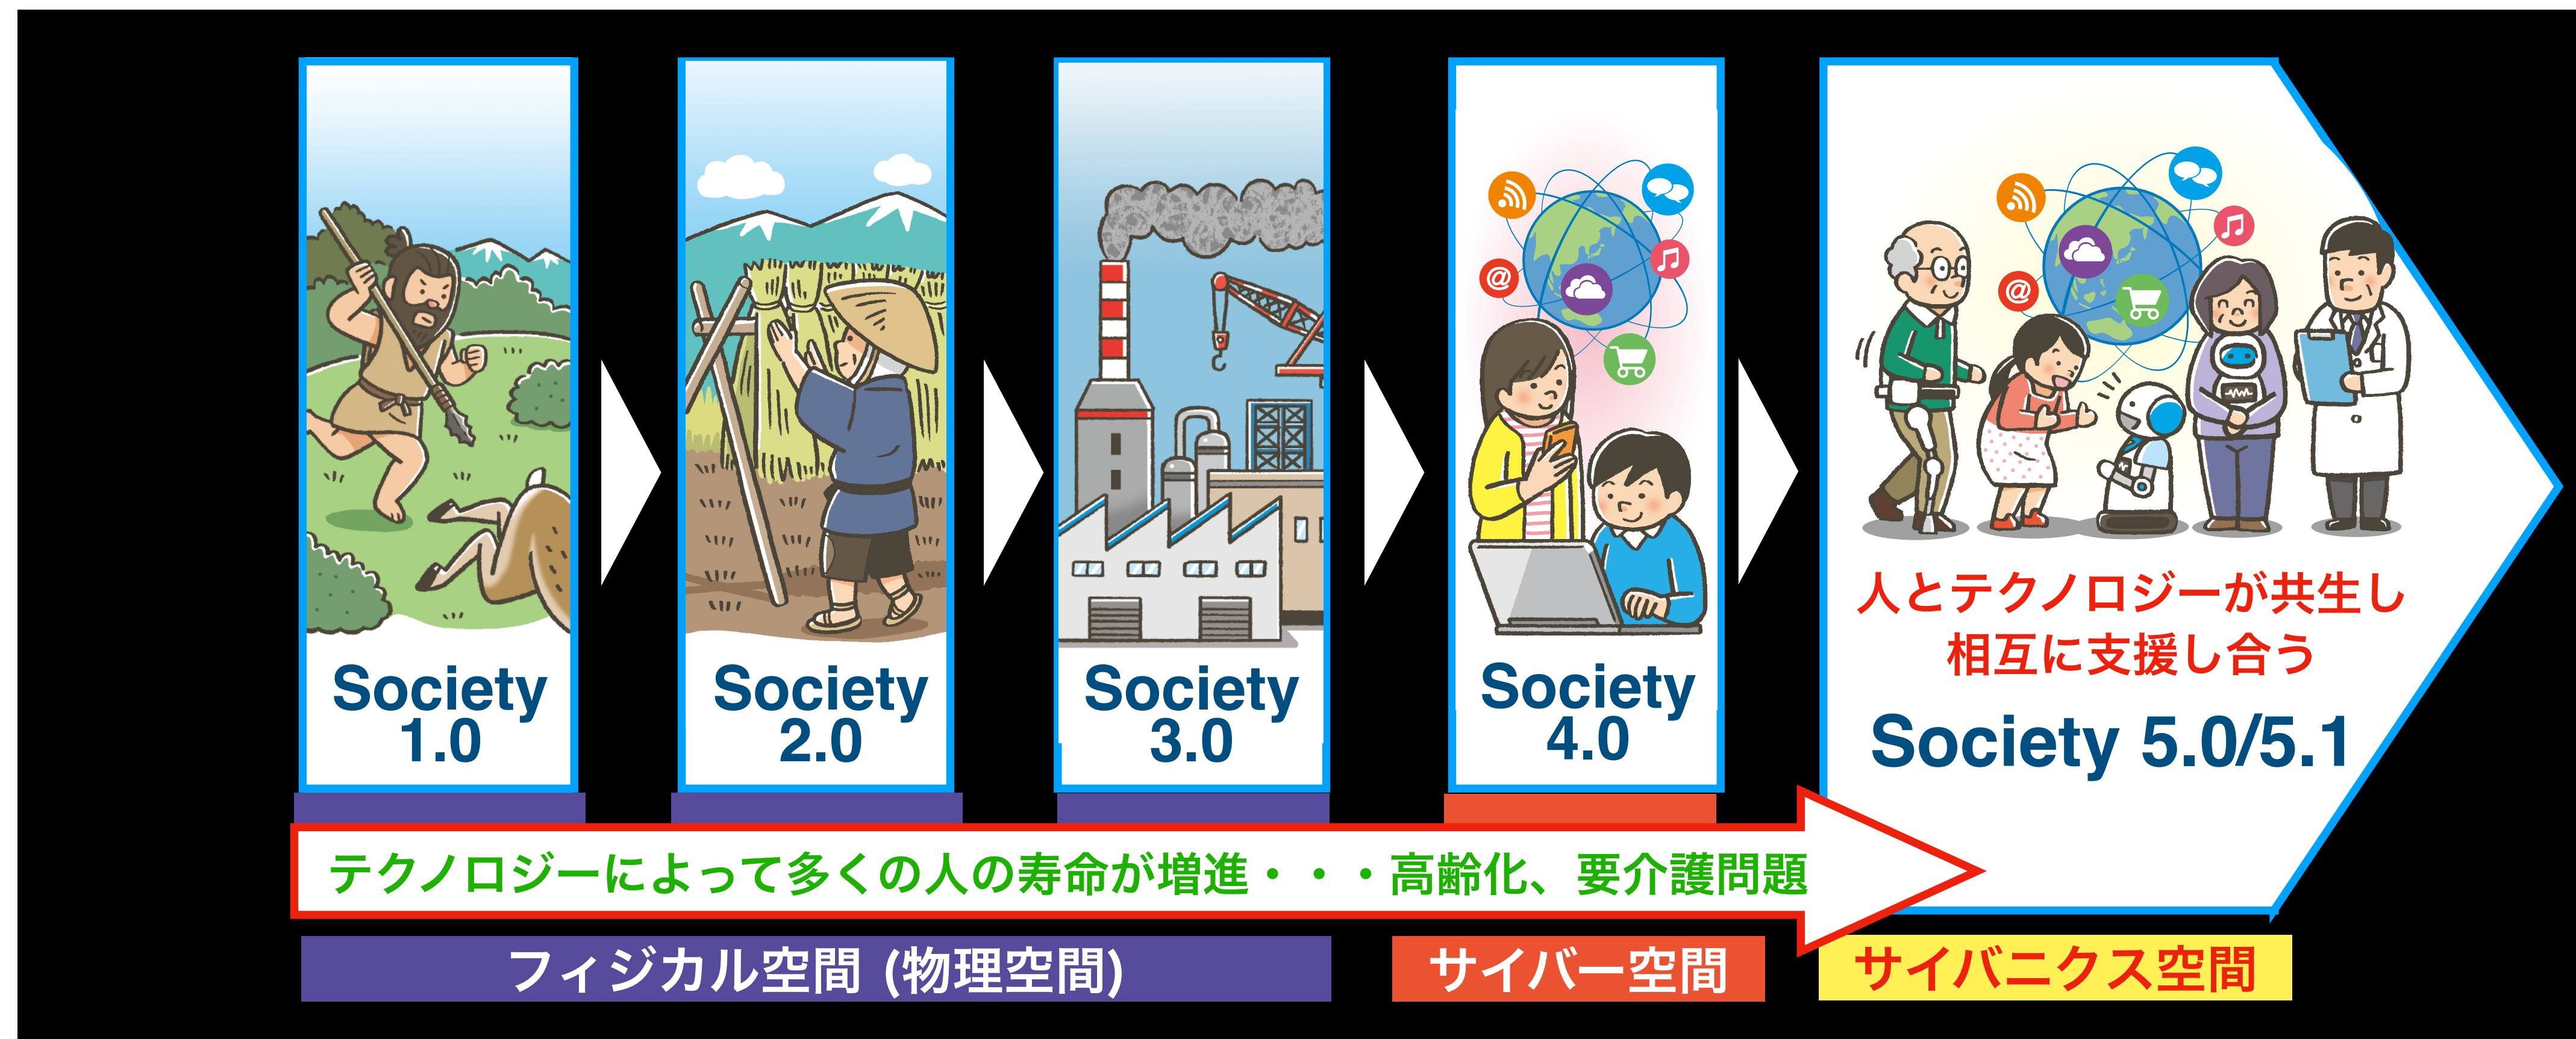 Society
1.0
Society
2.0
Society
3.0
Society
4.0
人とテクノロジーが共生し
相互に支援し合う
Society 5.0/5.1
テクノロジーによって多くの人の寿命が増進・・・高齢化、要介護問題
フィジカル空間 (物理空間)
サイバー空間
サイバニクス空間